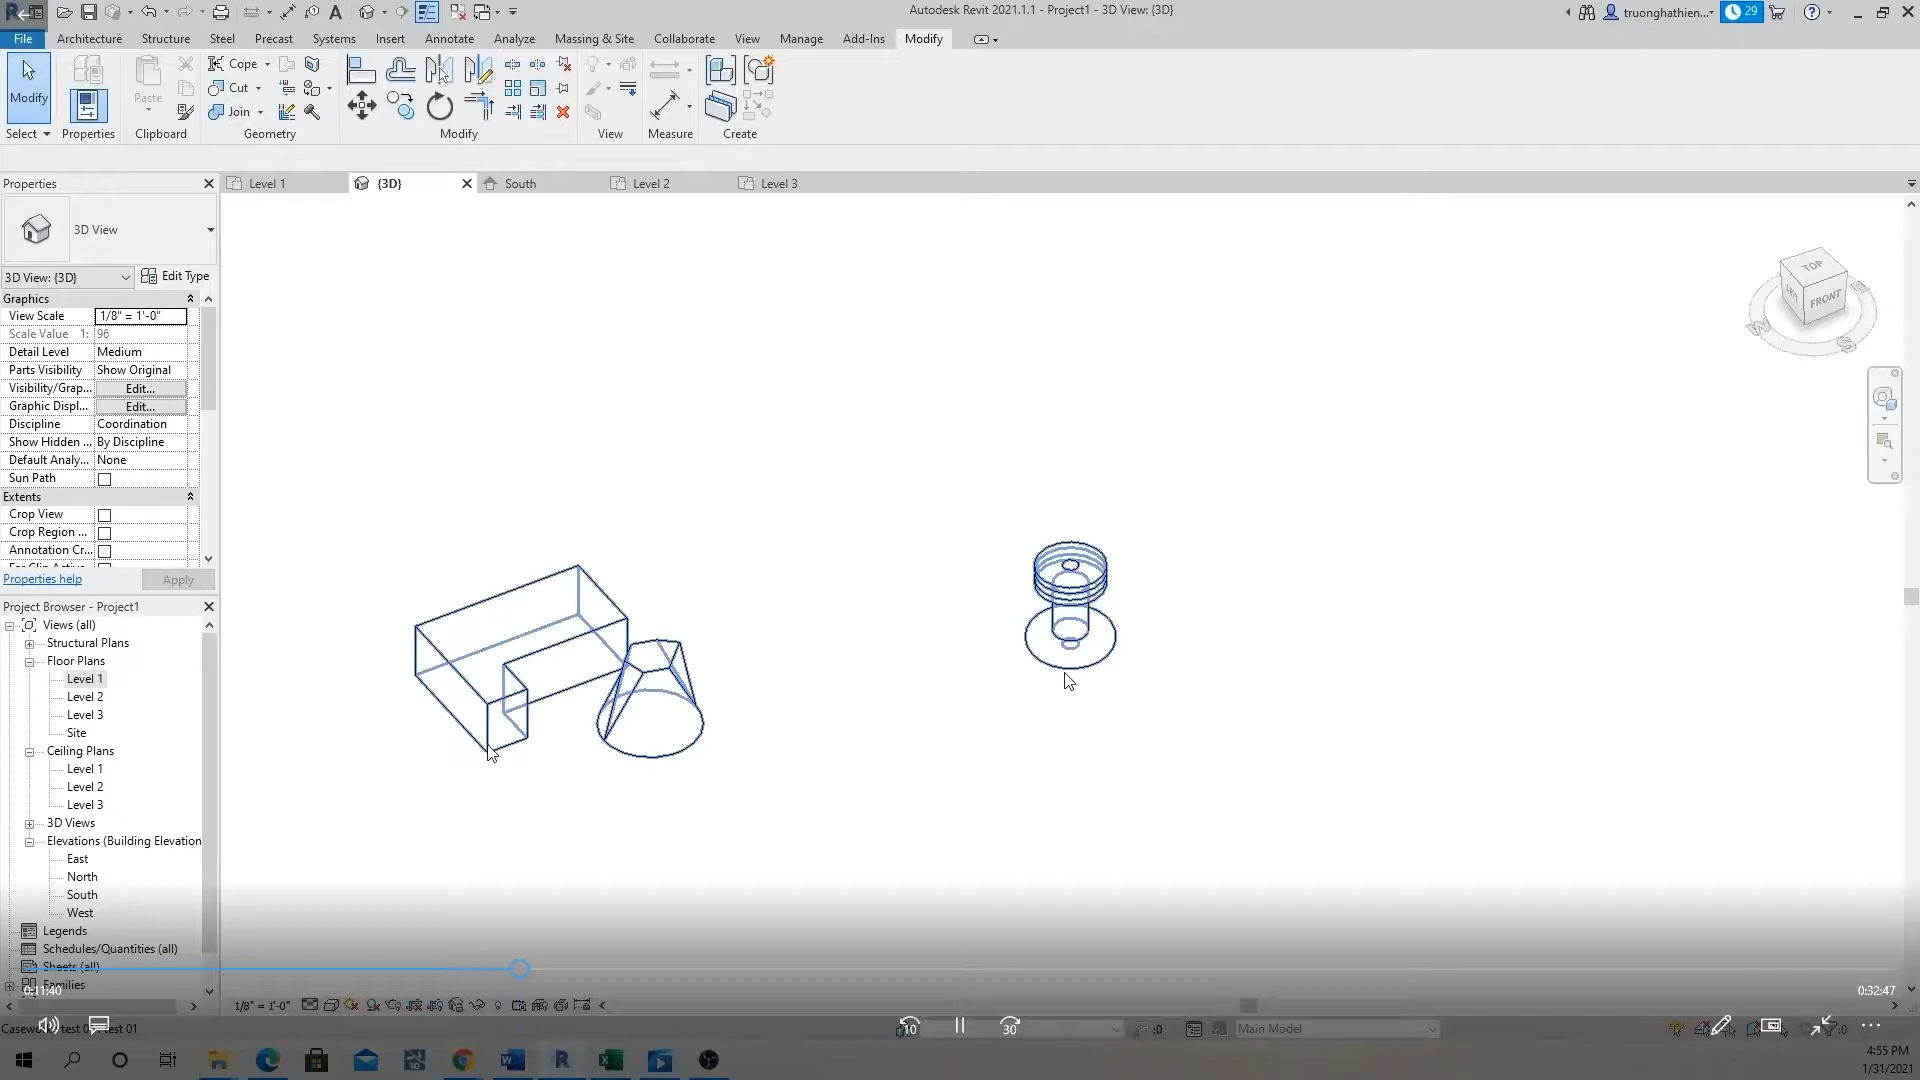 Autodesk Revit 2021.1.1 - Project1 - 3D View: {3D}
truonghathien...
29
File Architecture Structure Steel Precast Systems Insert Annotate Analyze Massing & Site Collaborate View Manage Add-Ins Modify
Modify
Paste
Cope
Cut
Join
Select Properties Clipboard Geometry Modify View Measure Create
Properties
Level 1
{3D}
South
Level 2
Level 3
3D View
3D View: {3D}
Edit Type
Graphics
View Scale 1/8" = 1'-0"
Scale Value 1: 96
Detail Level Medium
Parts Visibility Show Original
Visibility/Grap... Edit...
Graphic Displ... Edit...
Discipline Coordination
Show Hidden ... By Discipline
Default Analy... None
Sun Path
Extents
Crop View
Crop Region ...
Annotation Cr...
Properties help
Apply
Project Browser - Project1
Views (all)
Structural Plans
Floor Plans
Level 1
Level 2
Level 3
Site
Ceiling Plans
Level 1
Level 2
Level 3
3D Views
Elevations (Building Elevation
East
North
South
West
Legends
Schedules/Quantities (all)
Sheets (all)
Families
TOP
FRONT
W
S
0:11:40
0:32:47
1/8" = 1'-0"
10
30
:0
Main Model
:0
4:55 PM
1/31/2021